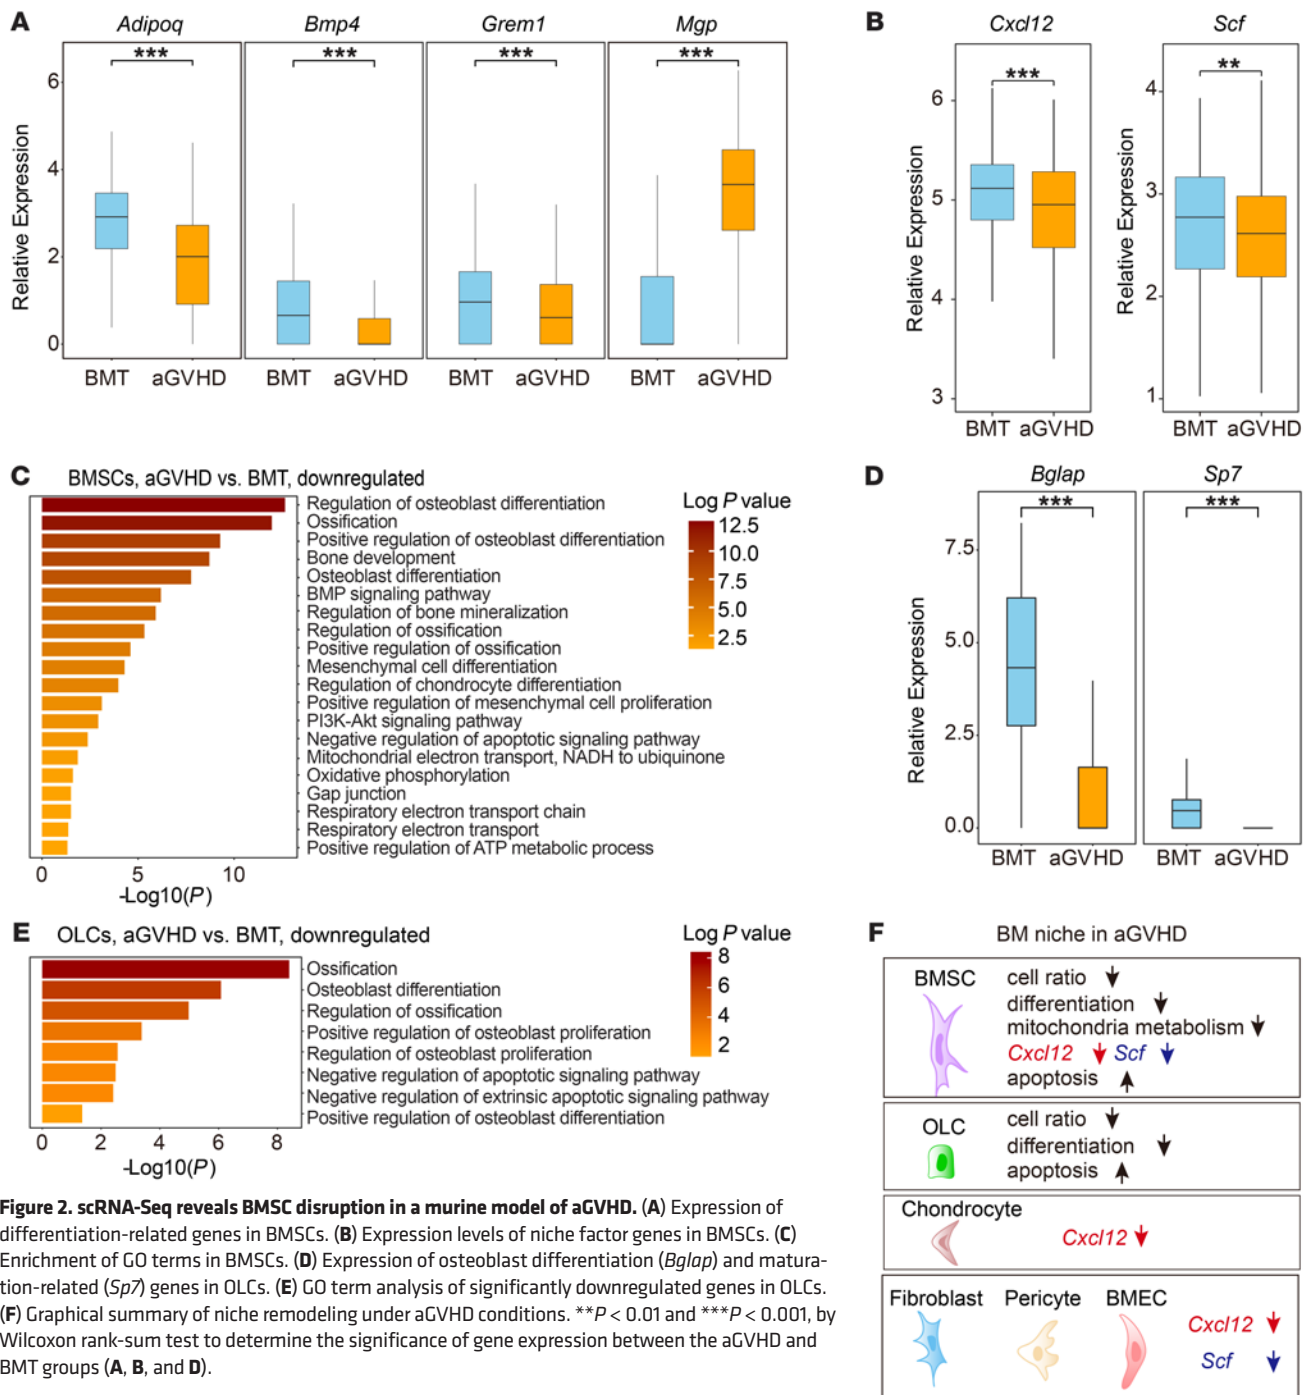 A
Adipoq Bmp4 Grem1 Mgp
*** *** *** ***
Relative Expression
6
4
2
0
BMT aGVHD BMT aGVHD BMT aGVHD BMT aGVHD
B
Cxcl12 Scf
*** **
Relative Expression
6
5
4
3
Relative Expression
4
3
2
1
BMT aGVHD BMT aGVHD
C BMSCs, aGVHD vs. BMT, downregulated
Regulation of osteoblast differentiation
Ossification
Positive regulation of osteoblast differentiation
Bone development
Osteoblast differentiation
BMP signaling pathway
Regulation of bone mineralization
Regulation of ossification
Positive regulation of ossification
Mesenchymal cell differentiation
Regulation of chondrocyte differentiation
Positive regulation of mesenchymal cell proliferation
PI3K-Akt signaling pathway
Negative regulation of apoptotic signaling pathway
Mitochondrial electron transport, NADH to ubiquinone
Oxidative phosphorylation
Gap junction
Respiratory electron transport chain
Respiratory electron transport
Positive regulation of ATP metabolic process
0 5 10
-Log10(P)
Log P value
12.5
10.0
7.5
5.0
2.5
D
Bglap Sp7
*** ***
Relative Expression
7.5
5.0
2.5
0.0
BMT aGVHD BMT aGVHD
E OLCs, aGVHD vs. BMT, downregulated
Ossification
Osteoblast differentiation
Regulation of ossification
Positive regulation of osteoblast proliferation
Regulation of osteoblast proliferation
Negative regulation of apoptotic signaling pathway
Negative regulation of extrinsic apoptotic signaling pathway
Positive regulation of osteoblast differentiation
0 2 4 6 8
-Log10(P)
Log P value
8
6
4
2
F BM niche in aGVHD
BMSC
cell ratio ↓
differentiation ↓
mitochondria metabolism ↓
Cxcl12 ↓ Scf ↓
apoptosis ↑
OLC
cell ratio ↓
differentiation ↓
apoptosis ↑
Chondrocyte
Cxcl12 ↓
Fibroblast Pericyte BMEC
Cxcl12 ↓
Scf ↓
Figure 2. scRNA-Seq reveals BMSC disruption in a murine model of aGVHD. (A) Expression of
differentiation-related genes in BMSCs. (B) Expression levels of niche factor genes in BMSCs. (C)
Enrichment of GO terms in BMSCs. (D) Expression of osteoblast differentiation (Bglap) and matura-
tion-related (Sp7) genes in OLCs. (E) GO term analysis of significantly downregulated genes in OLCs.
(F) Graphical summary of niche remodeling under aGVHD conditions. **P < 0.01 and ***P < 0.001, by
Wilcoxon rank-sum test to determine the significance of gene expression between the aGVHD and
BMT groups (A, B, and D).